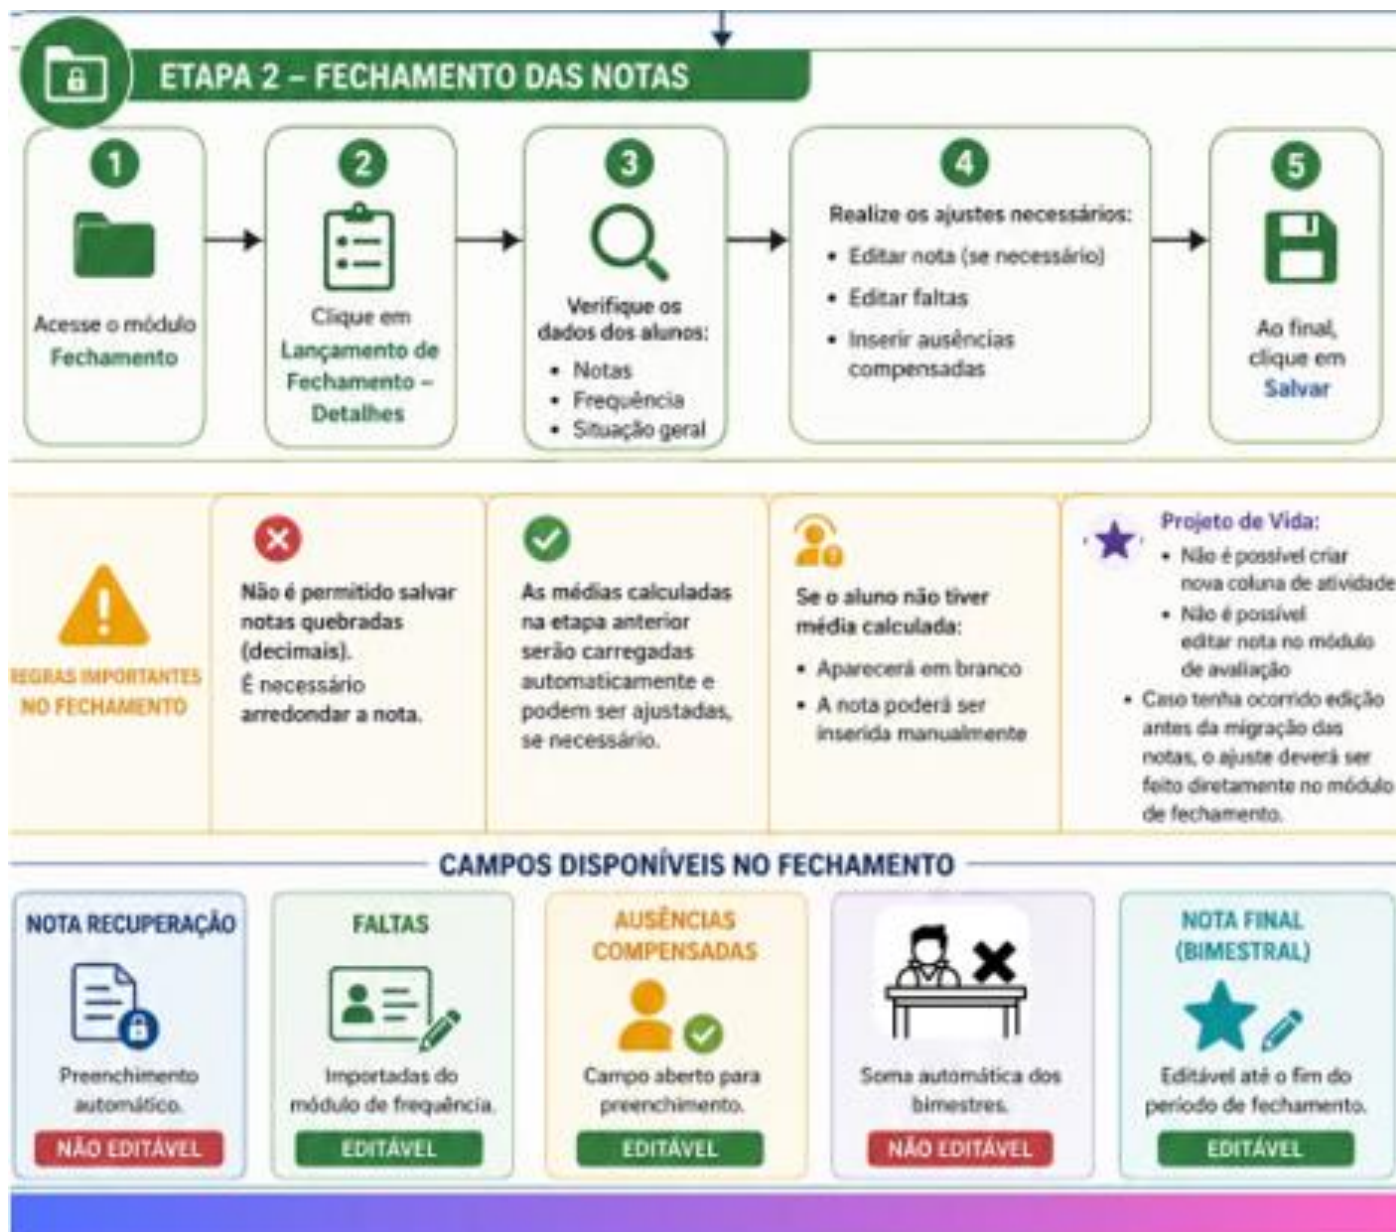 ETAPA 2 – FECHAMENTO DAS NOTAS
1
Acesse o módulo
Fechamento
2
Clique em
Lançamento de
Fechamento –
Detalhes
3
Verifique os
dados dos alunos:
• Notas
• Frequência
• Situação geral
4
Realize os ajustes necessários:
• Editar nota (se necessário)
• Editar faltas
• Inserir ausências
compensadas
5
Ao final,
clique em
Salvar
REGRAS IMPORTANTES
NO FECHAMENTO
Não é permitido salvar
notas quebradas
(decimais).
É necessário
arredondar a nota.
As médias calculadas
na etapa anterior
serão carregadas
automaticamente e
podem ser ajustadas,
se necessário.
Se o aluno não tiver
média calculada:
• Aparecerá em branco
• A nota poderá ser
inserida manualmente
Projeto de Vida:
• Não é possível criar
nova coluna de atividade
• Não é possível
editar nota no módulo
de avaliação
• Caso tenha ocorrido edição
antes da migração das
notas, o ajuste deverá ser
feito diretamente no módulo
de fechamento.
CAMPOS DISPONÍVEIS NO FECHAMENTO
NOTA RECUPERAÇÃO
Preenchimento
automático.
NÃO EDITÁVEL
FALTAS
Importadas do
módulo de frequência.
EDITÁVEL
AUSÊNCIAS
COMPENSADAS
Campo aberto para
preenchimento.
EDITÁVEL
Soma automática dos
bimestres.
NÃO EDITÁVEL
NOTA FINAL
(BIMESTRAL)
Editável até o fim do
período de fechamento.
EDITÁVEL